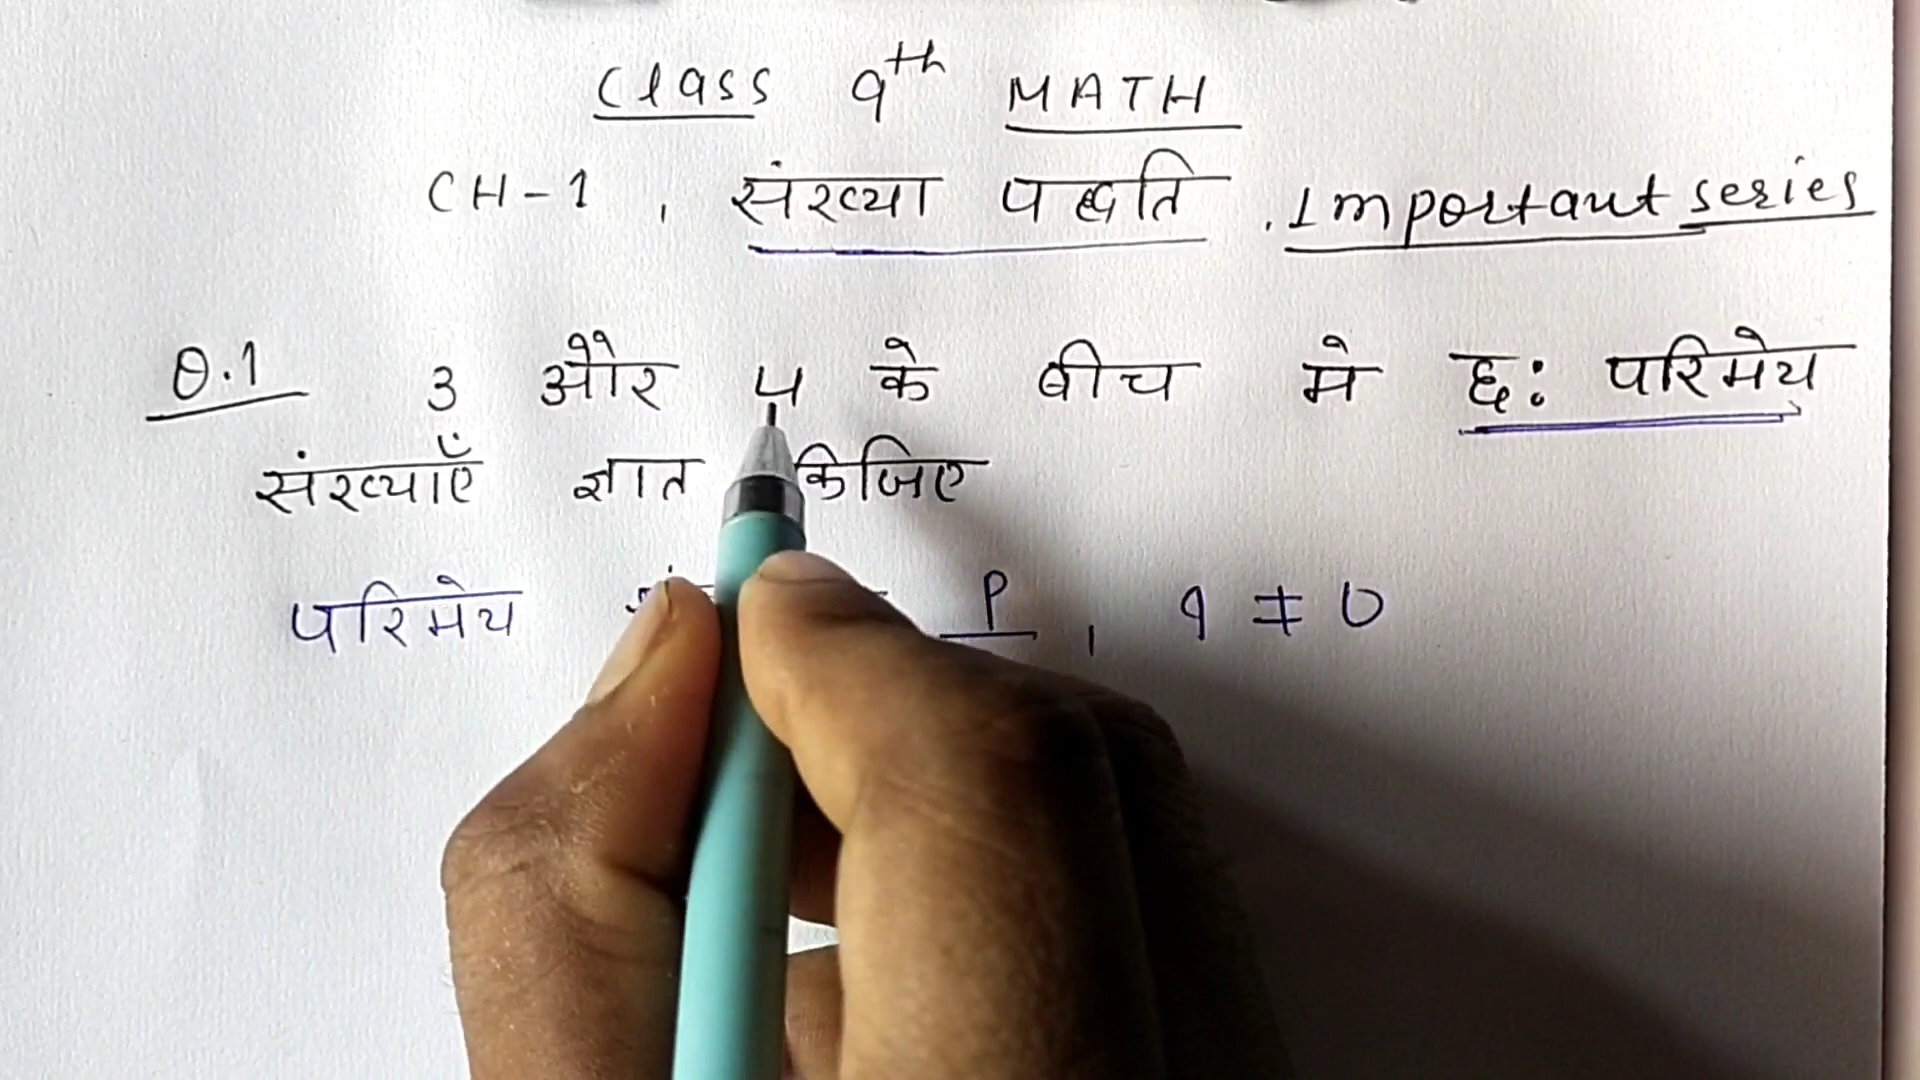 Class 9th MATH
CH-1, संख्या पद्धति. Important series
Q.1 3 और 4 के बीच मे छ: परिमेय
संख्याएँ ज्ञात किजिए
परिमेय P, q ≠ 0